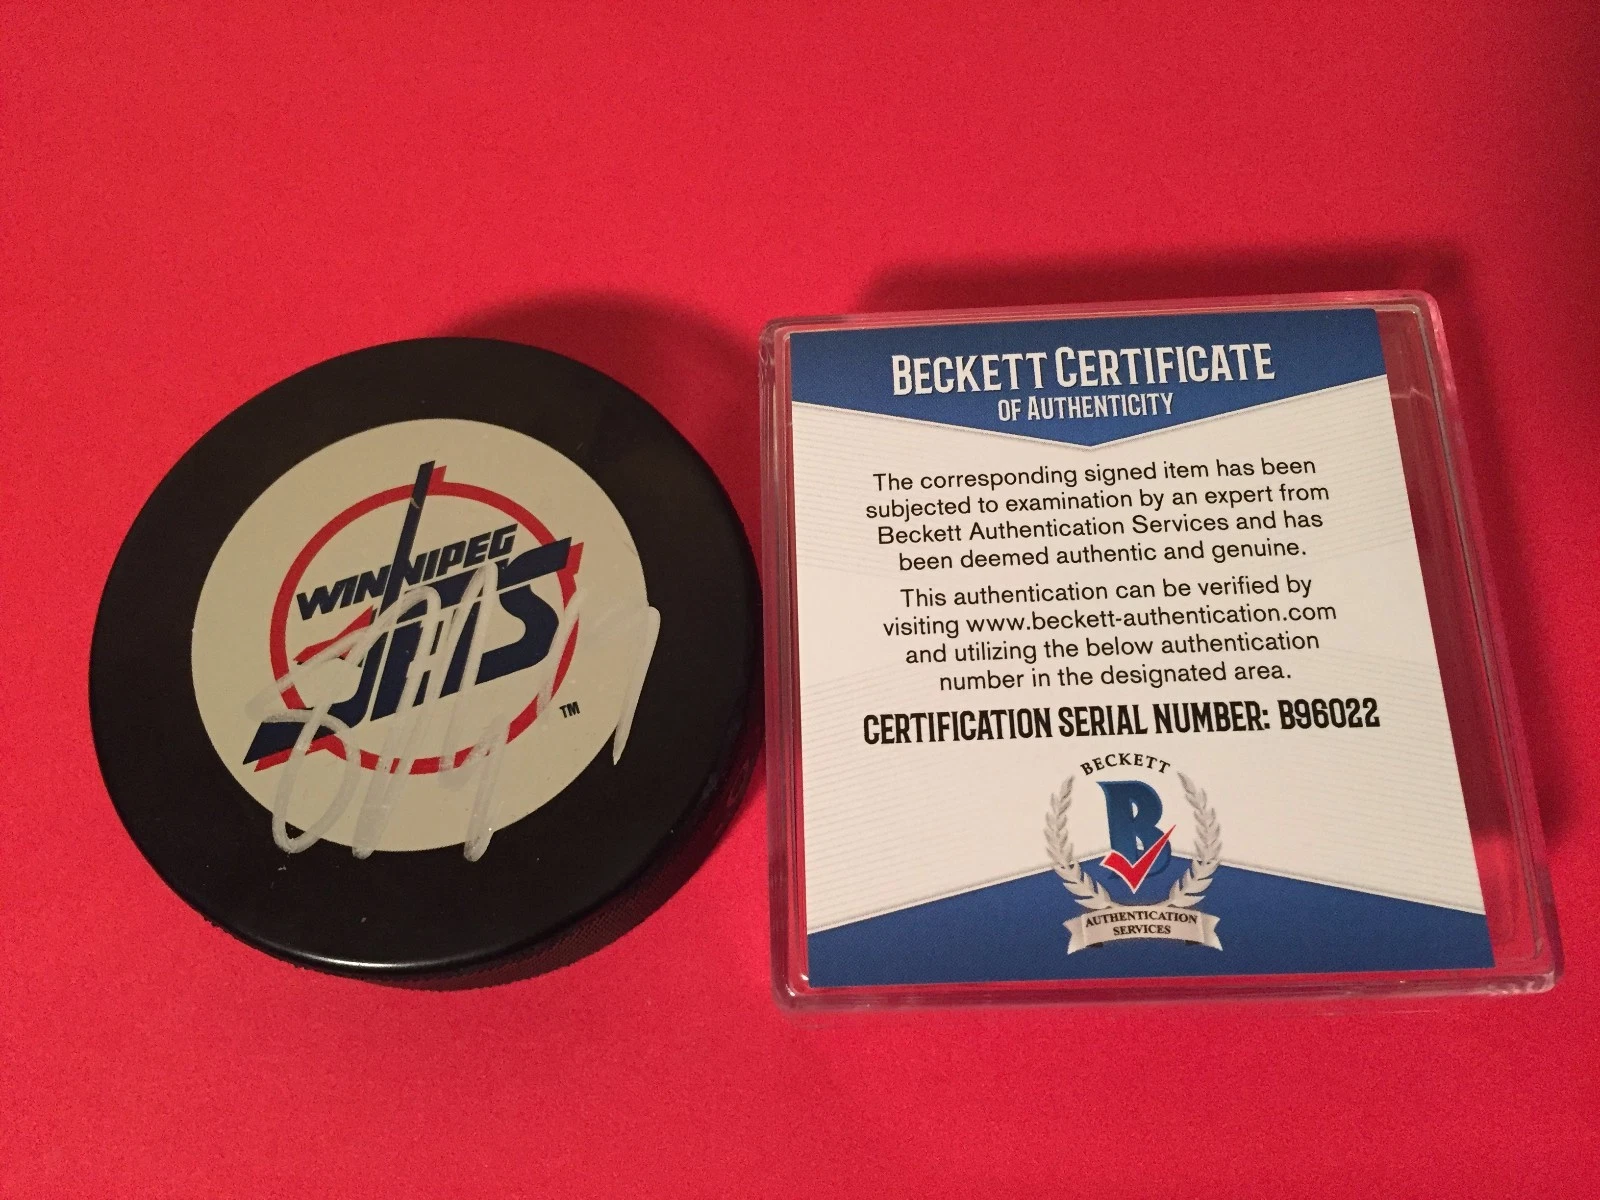 WINNIPEG
JETS
TM
BECKETT CERTIFICATE
OF AUTHENTICITY
The corresponding signed item has been
subjected to examination by an expert from
Beckett Authentication Services and has
been deemed authentic and genuine.
This authentication can be verified by
visiting www.beckett-authentication.com
and utilizing the below authentication
number in the designated area.
CERTIFICATION SERIAL NUMBER: B96022
BECKETT
B
AUTHENTICATION
SERVICES